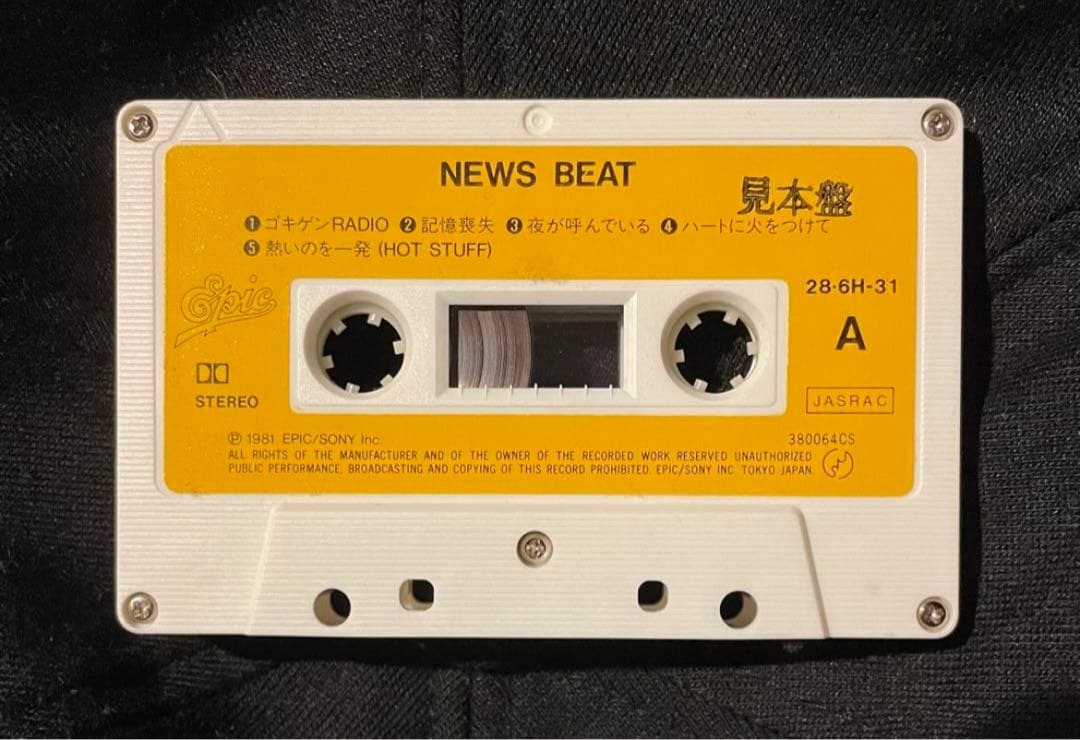 NEWS BEAT
見本盤
❶ ゴキゲンRADIO ❷ 記憶喪失 ❸ 夜が呼んでいる ❹ ハートに火をつけて
❺ 熱いのを一発 (HOT STUFF)
Epic
28·6H-31
A
STEREO
JASRAC
Ⓟ 1981 EPIC/SONY Inc.
380064CS
ALL RIGHTS OF THE MANUFACTURER AND OF THE OWNER OF THE RECORDED WORK RESERVED UNAUTHORIZED
PUBLIC PERFORMANCE, BROADCASTING AND COPYING OF THIS RECORD PROHIBITED. EPIC/SONY INC. TOKYO JAPAN